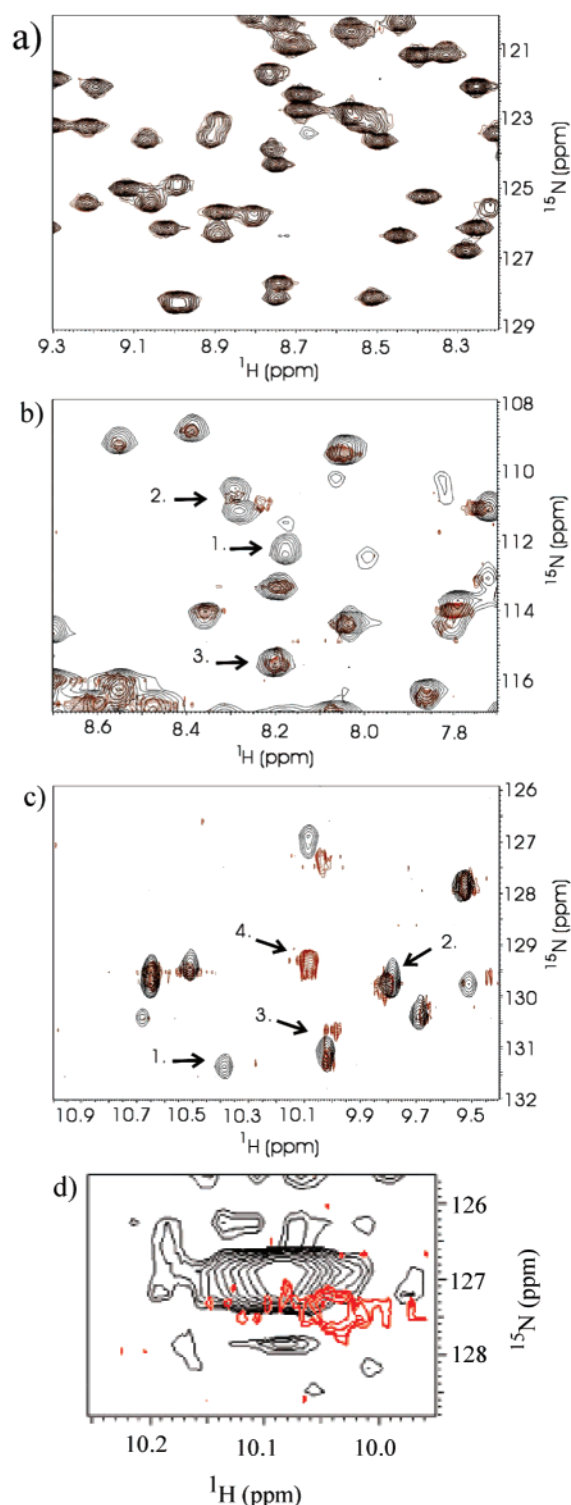 a)
121
123
125
127
129
¹⁵N (ppm)
9.3 9.1 8.9 8.7 8.5 8.3
¹H (ppm)
b)
108
110
112
114
116
¹⁵N (ppm)
2.
1.
3.
8.6 8.4 8.2 8.0 7.8
¹H (ppm)
c)
126
127
128
129
130
131
132
¹⁵N (ppm)
4.
2.
3.
1.
10.9 10.7 10.5 10.3 10.1 9.9 9.7 9.5
¹H (ppm)
d)
126
127
128
¹⁵N (ppm)
10.2 10.1 10.0
¹H (ppm)